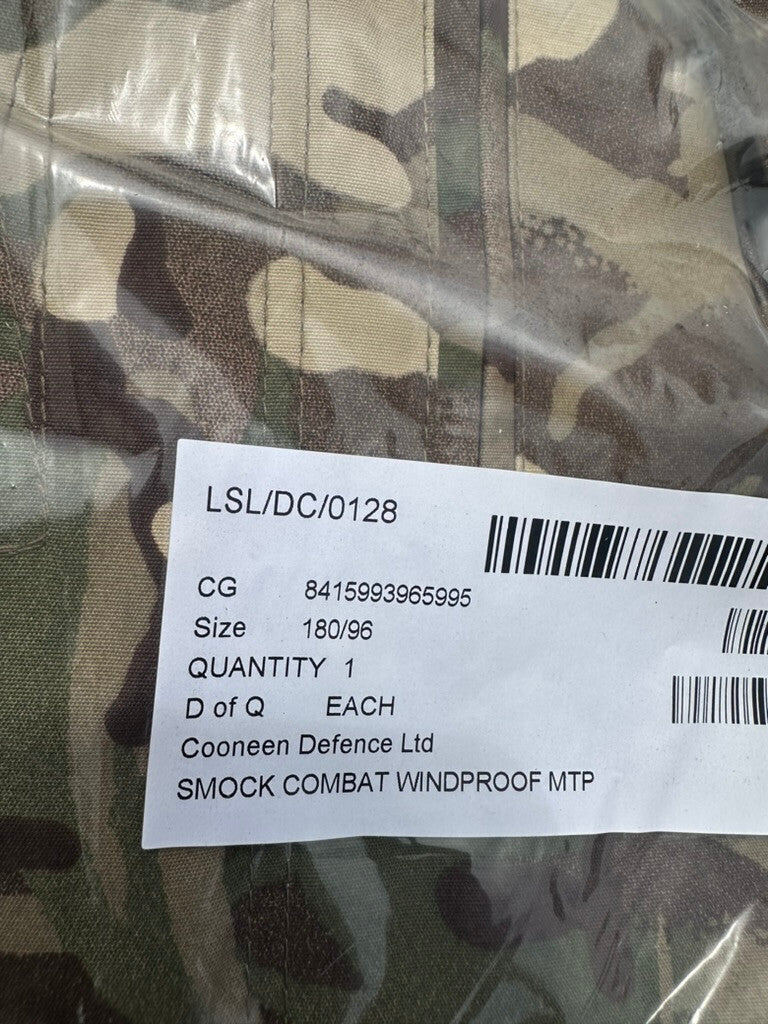 LSL/DC/0128
CG 8415993965995
Size 180/96
QUANTITY 1
D of Q EACH
Cooneen Defence Ltd
SMOCK COMBAT WINDPROOF MTP